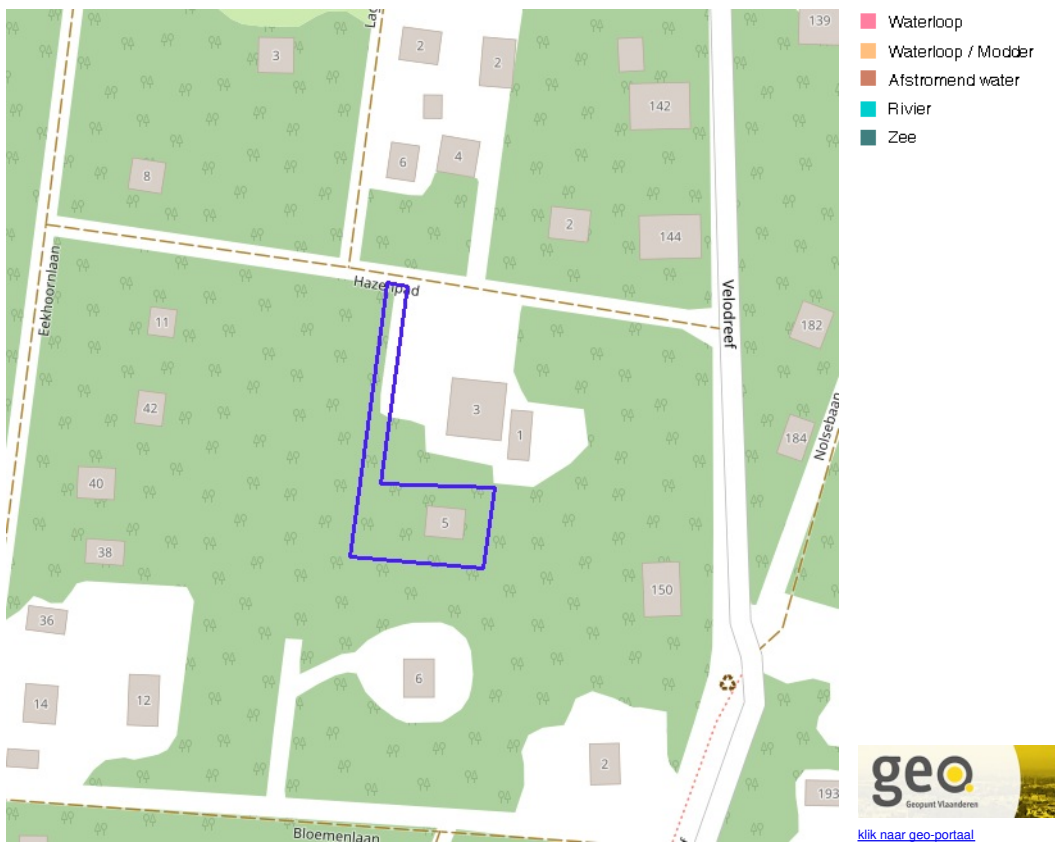 139
Lag
3
2
2
142
6
4
8
2
144
Hazenpad
Eekhoornlaan
Velodreef
11
182
42
3
1
184
Nolsebaan
40
5
38
150
36
6
14
12
2
193
Bloemenlaan
Waterloop
Waterloop / Modder
Afstromend water
Rivier
Zee
geo.
Geopunt Vlaanderen
klik naar geo-portaal